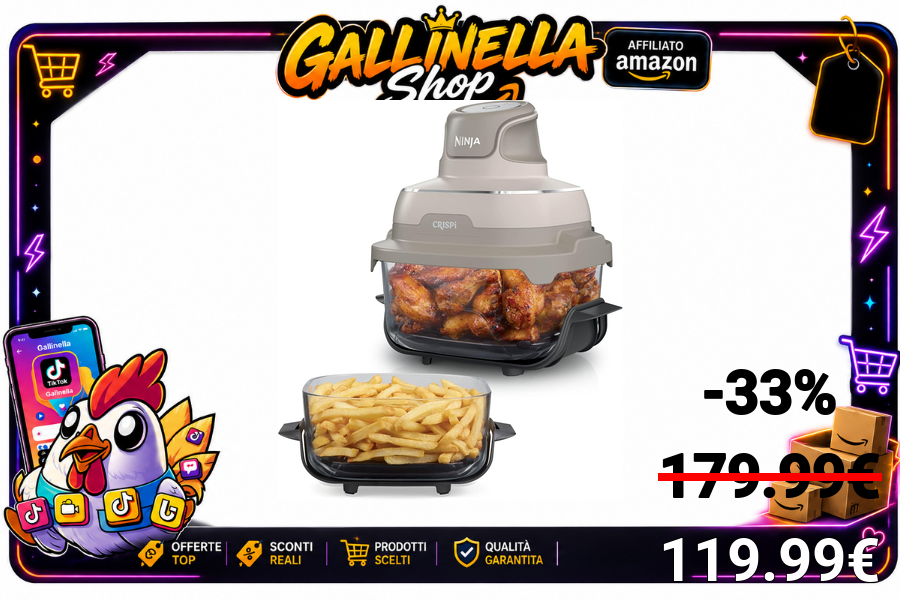 GALLINELLA
Shop
AFFILIATO
amazon
NINJA
CRISPi
Gallinella
TikTok
Gallinella
-33%
179.99€
119.99€
OFFERTE
TOP
SCONTI
REALI
PRODOTTI
SCELTI
QUALITÀ
GARANTITA